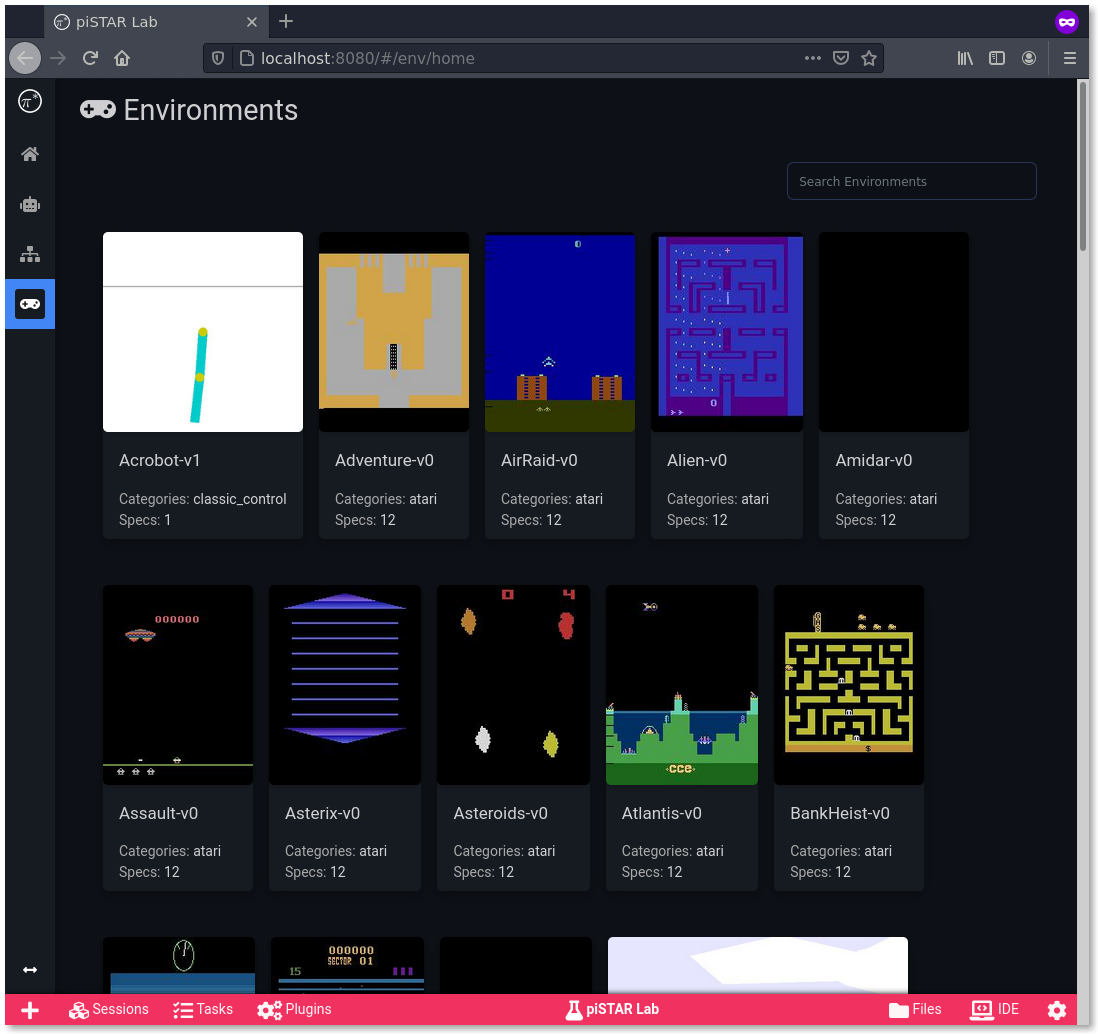 piSTAR Lab
localhost:8080/#/env/home
π*
Environments
Search Environments
Acrobot-v1
Categories: classic_control
Specs: 1
Adventure-v0
Categories: atari
Specs: 12
AirRaid-v0
Categories: atari
Specs: 12
Alien-v0
Categories: atari
Specs: 12
Amidar-v0
Categories: atari
Specs: 12
000000
0 4
cce
Assault-v0
Categories: atari
Specs: 12
Asterix-v0
Categories: atari
Specs: 12
Asteroids-v0
Categories: atari
Specs: 12
Atlantis-v0
Categories: atari
Specs: 12
BankHeist-v0
Categories: atari
Specs: 12
000000
SECTOR 01
15
Sessions
Tasks
Plugins
piSTAR Lab
Files
IDE